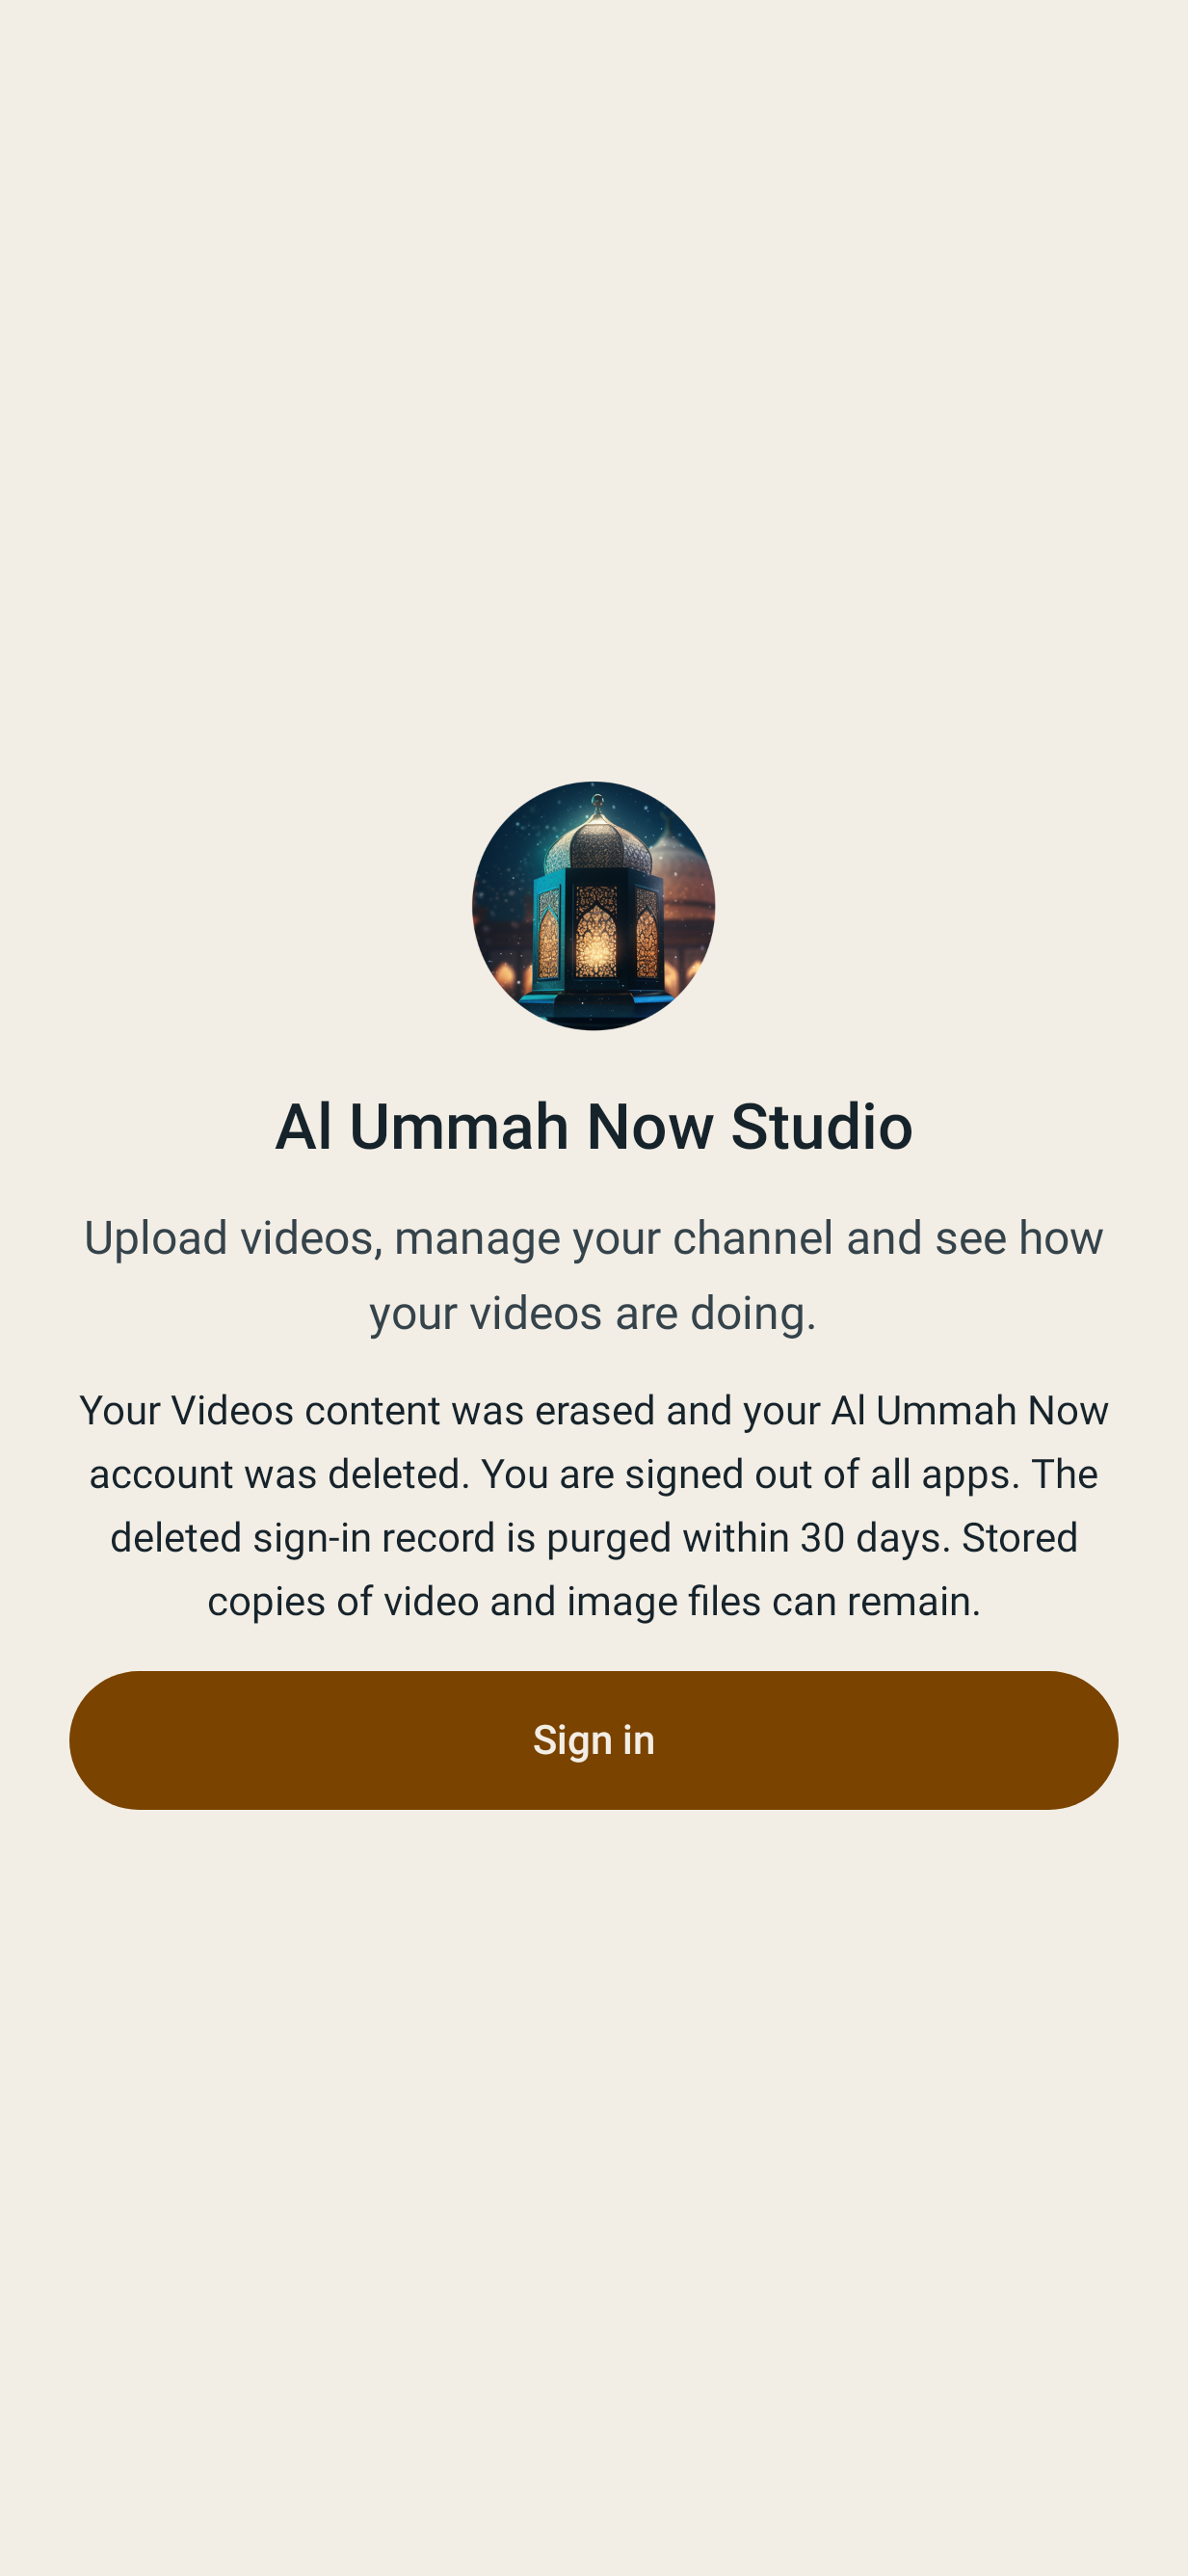 Al Ummah Now Studio
Upload videos, manage your channel and see how
your videos are doing.
Your Videos content was erased and your Al Ummah Now
account was deleted. You are signed out of all apps. The
deleted sign-in record is purged within 30 days. Stored
copies of video and image files can remain.
Sign in